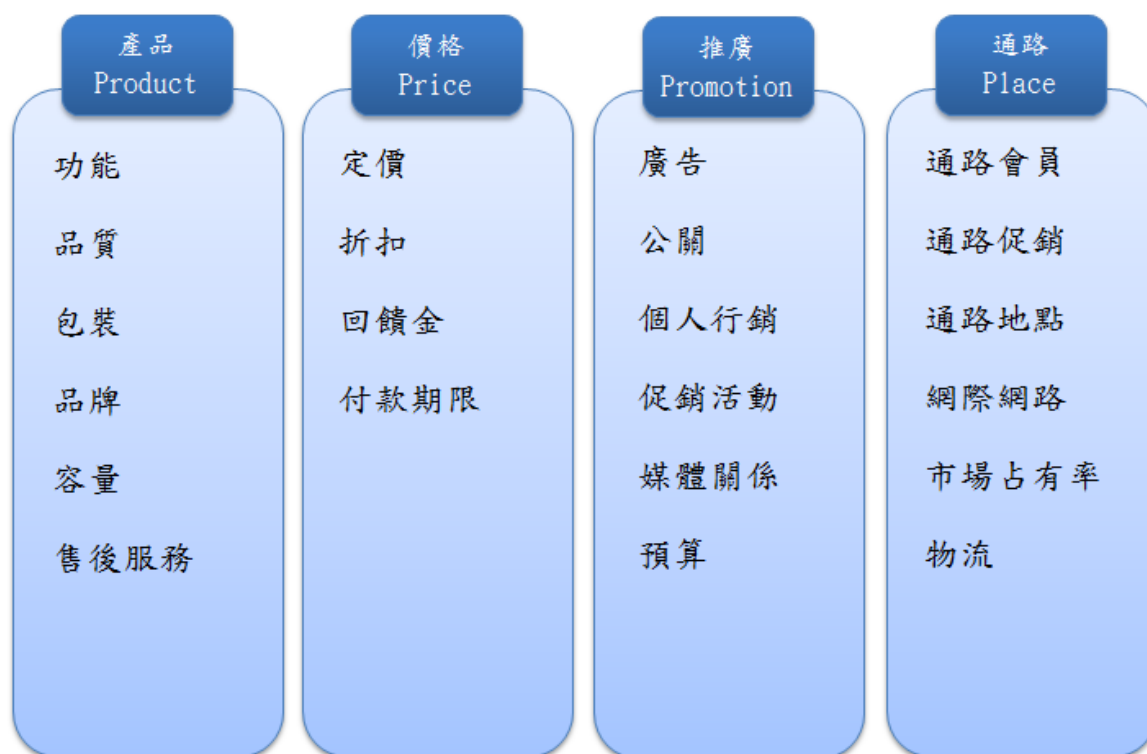 產品
Product
功能
品質
包裝
品牌
容量
售後服務
價格
Price
定價
折扣
回饋金
付款期限
推廣
Promotion
廣告
公關
個人行銷
促銷活動
媒體關係
預算
通路
Place
通路會員
通路促銷
通路地點
網際網路
市場占有率
物流